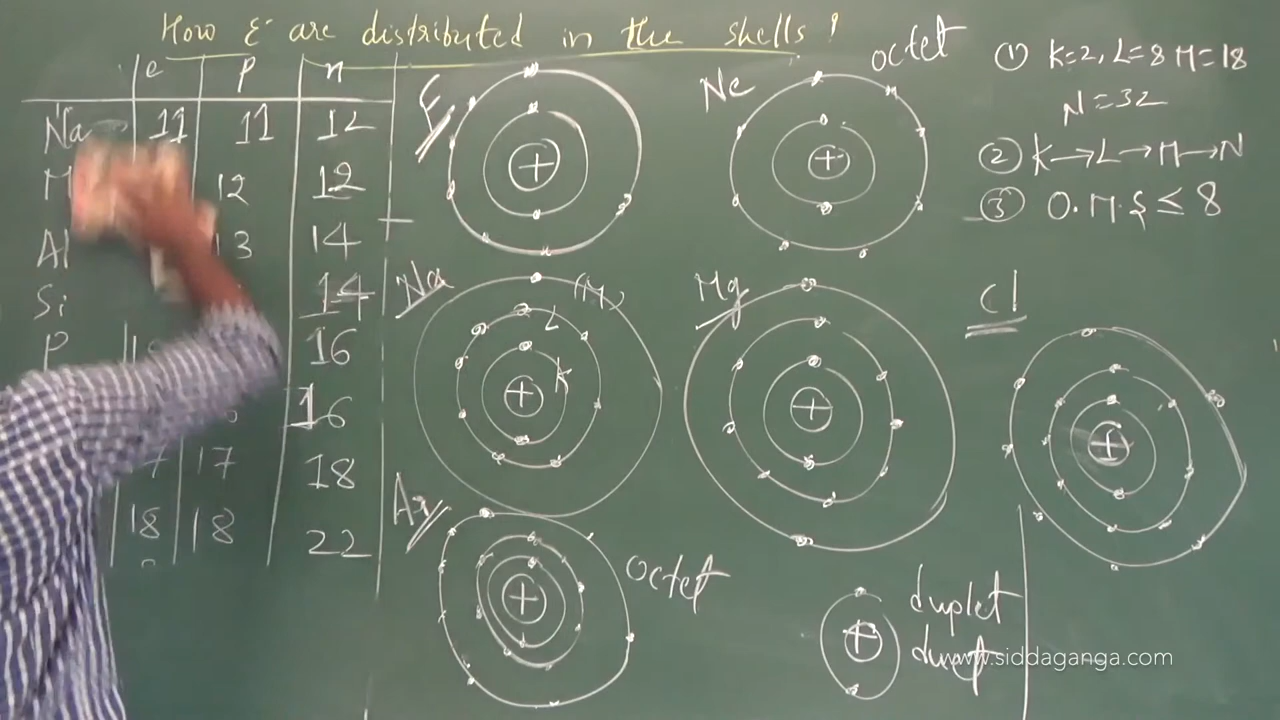 How e⁻ are distributed in the shells?
e p n
Na 11 11 12
12 12
Al 13 14
Si 14
P 16
16
17 18
18 18 22
F
Ne
octet
Na
(M)
L
K
Mg
Cl
Ar
octet
duplet
① K=2, L=8 M=18
N=32
② K→L→M→N
③ O.M.S ≤ 8
www.siddaganga.com